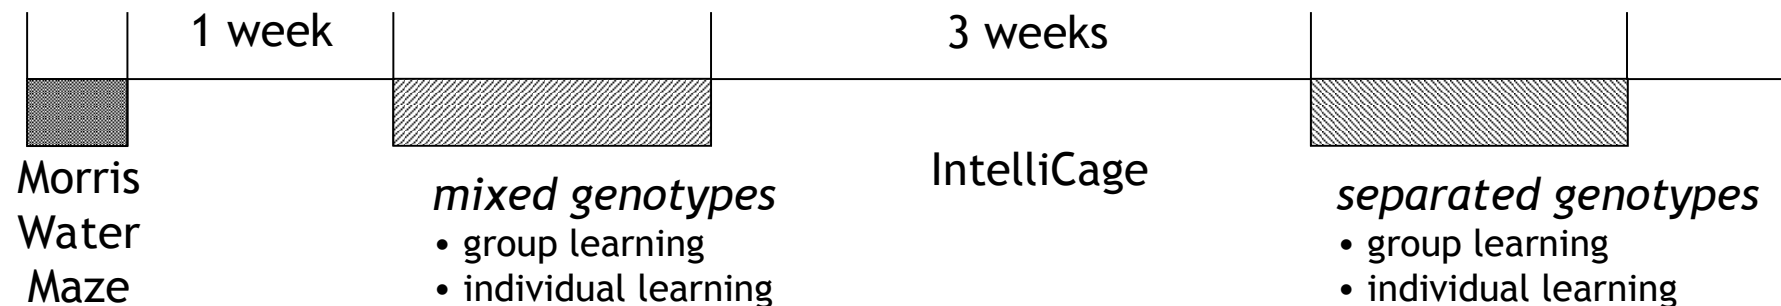 1 week
3 weeks
Morris
Water
Maze
mixed genotypes
• group learning
• individual learning
IntelliCage
separated genotypes
• group learning
• individual learning